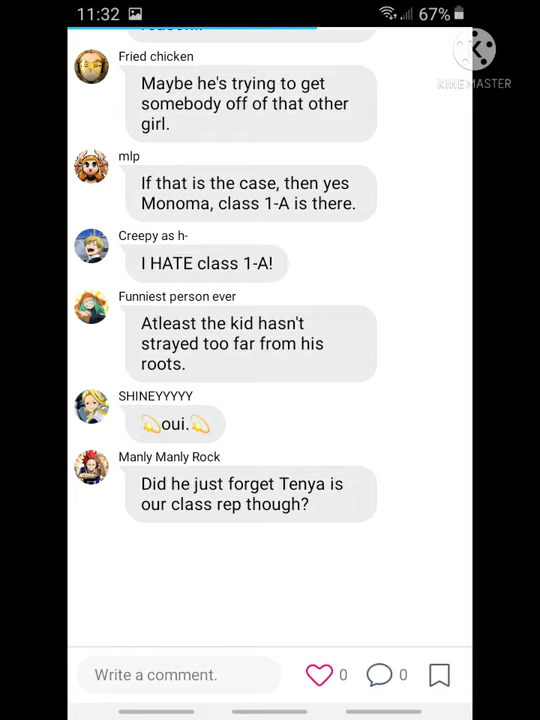 11:32
67%
KINEMASTER
Fried chicken
Maybe he's trying to get
somebody off of that other
girl.
mlp
If that is the case, then yes
Monoma, class 1-A is there.
Creepy as h-
I HATE class 1-A!
Funniest person ever
Atleast the kid hasn't
strayed too far from his
roots.
SHINEYYYYY
💫oui.💫
Manly Manly Rock
Did he just forget Tenya is
our class rep though?
Write a comment.
0
0